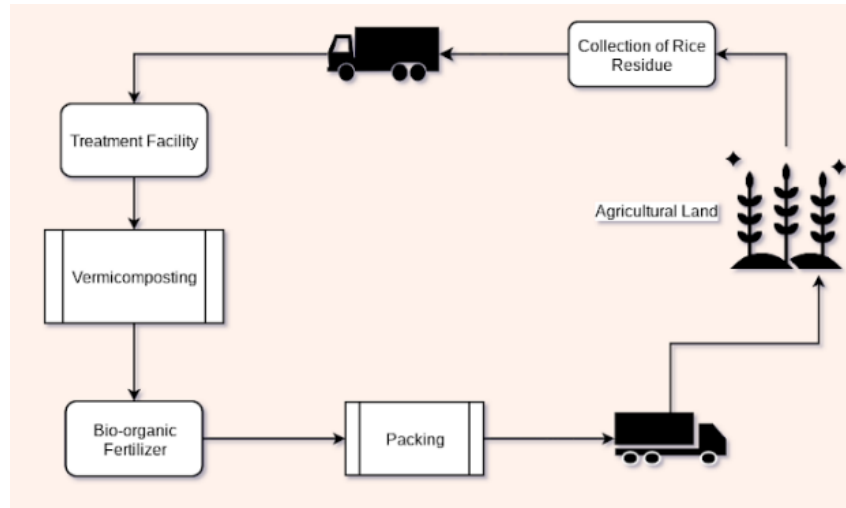 Collection of Rice
Residue
Treatment Facility
Agricultural Land
Vermicomposting
Bio-organic
Fertilizer
Packing